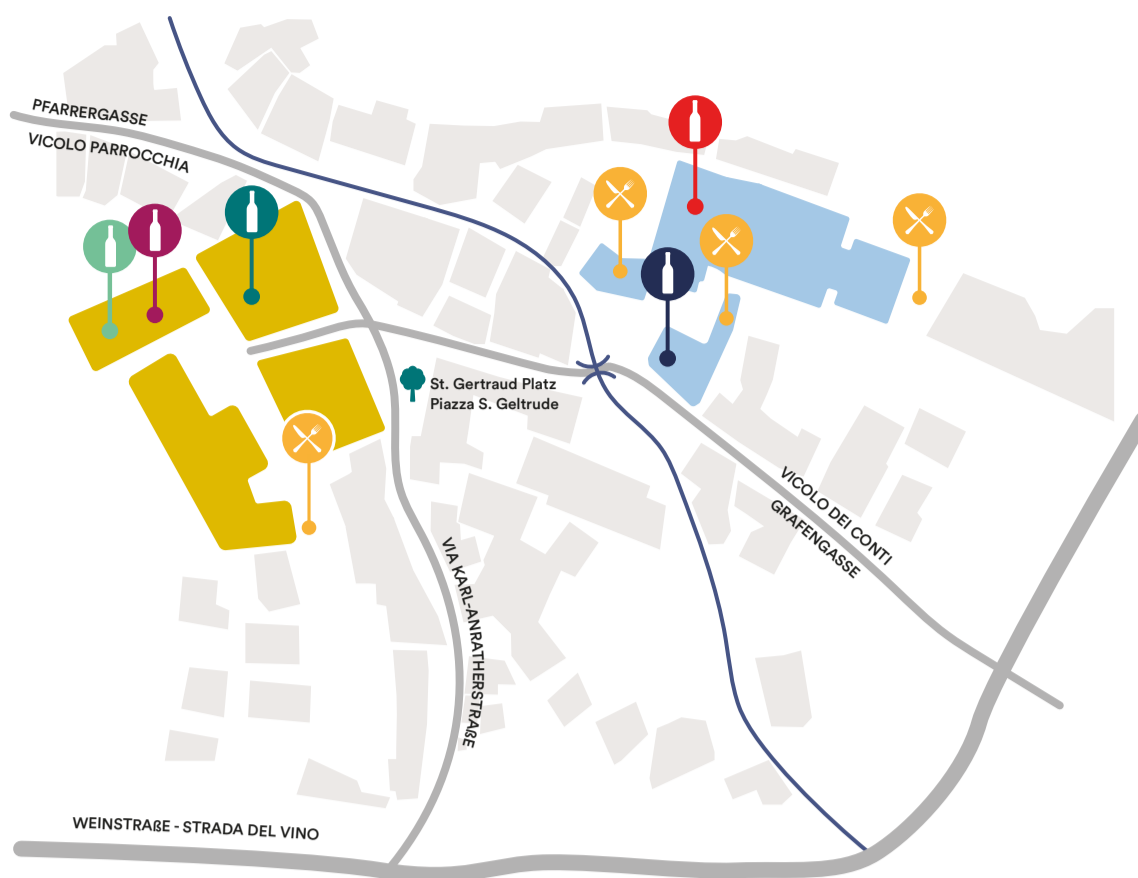 PFARRERGASSE
VICOLO PARROCCHIA
St. Gertraud Platz
Piazza S. Geltrude
VICOLO DEI CONTI
GRAFENGASSE
VIA KARL-ANRATHERSTRAßE
WEINSTRAßE - STRADA DEL VINO